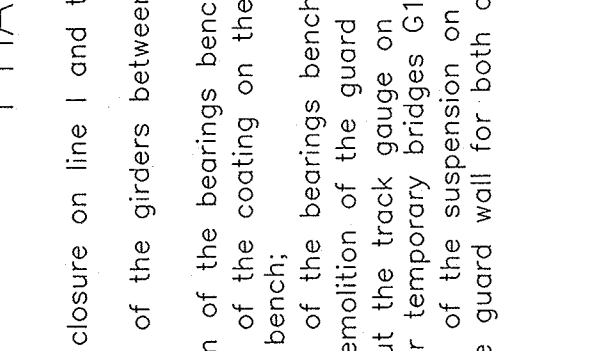 closure on line I and t
of the girders between
n of the bearings benc
of the coating on the
bench;
of the bearings bench
emolition of the guard
ut the track gauge on
r temporary bridges G1
of the suspension on
e guard wall for both